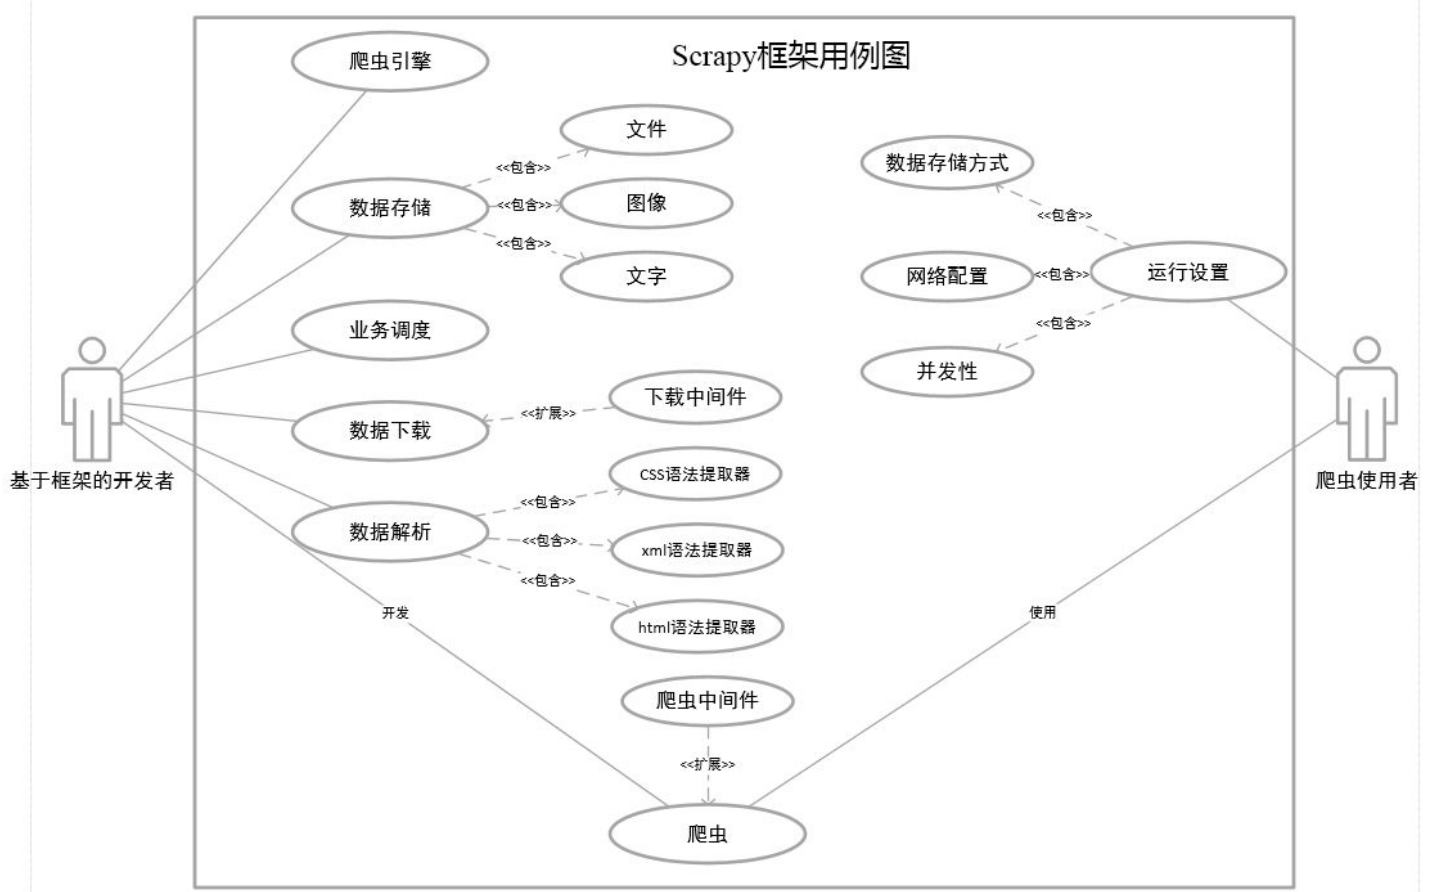 Scrapy框架用例图
爬虫引擎
文件
<<包含>>
数据存储
<<包含>>
图像
<<包含>>
文字
数据存储方式
<<包含>>
网络配置
<<包含>>
运行设置
<<包含>>
并发性
业务调度
下载中间件
<<扩展>>
数据下载
基于框架的开发者
爬虫使用者
CSS语法提取器
<<包含>>
数据解析
<<包含>>
xml语法提取器
<<包含>>
html语法提取器
开发
使用
爬虫中间件
<<扩展>>
爬虫